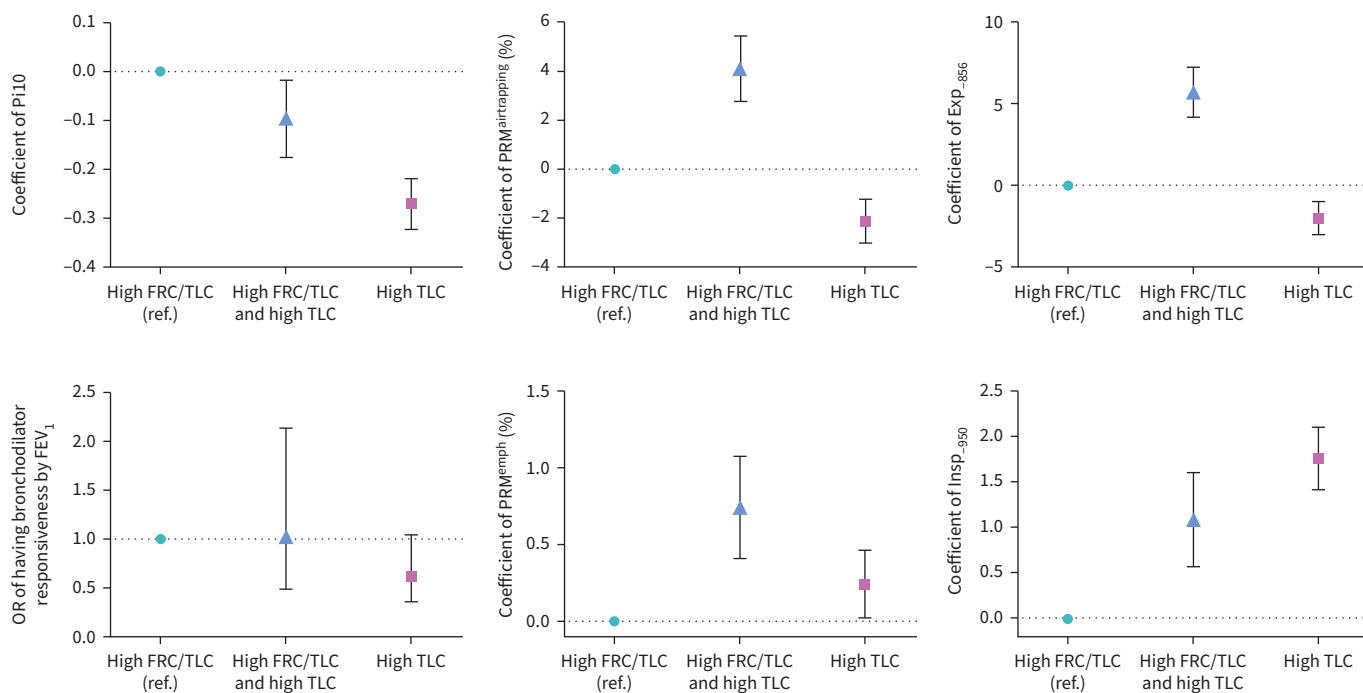 Coefficient of Pi10
0.1
0.0
−0.1
−0.2
−0.3
−0.4
High FRC/TLC
(ref.)
High FRC/TLC
and high TLC
High TLC
Coefficient of PRM^airtrapping (%)
6
4
2
0
−2
−4
High FRC/TLC
(ref.)
High FRC/TLC
and high TLC
High TLC
Coefficient of Exp_−856
10
5
0
−5
High FRC/TLC
(ref.)
High FRC/TLC
and high TLC
High TLC
OR of having bronchodilator
responsiveness by FEV₁
2.5
2.0
1.5
1.0
0.5
0.0
High FRC/TLC
(ref.)
High FRC/TLC
and high TLC
High TLC
Coefficient of PRM^emph (%)
1.5
1.0
0.5
0.0
High FRC/TLC
(ref.)
High FRC/TLC
and high TLC
High TLC
Coefficient of Insp_−950
2.5
2.0
1.5
1.0
0.5
0.0
High FRC/TLC
(ref.)
High FRC/TLC
and high TLC
High TLC